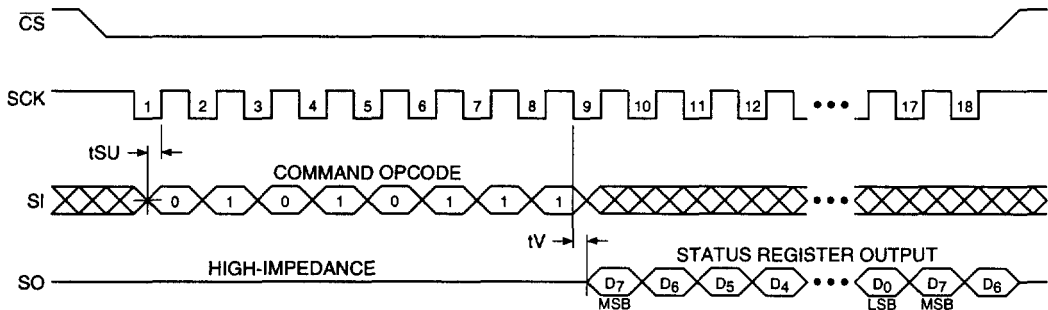 CS
SCK 1 2 3 4 5 6 7 8 9 10 11 12 ••• 17 18
tSU
COMMAND OPCODE
SI 0 1 0 1 0 1 1 1 •••
tV
HIGH-IMPEDANCE
STATUS REGISTER OUTPUT
SO D7 D6 D5 D4 ••• D0 D7 D6
MSB LSB MSB